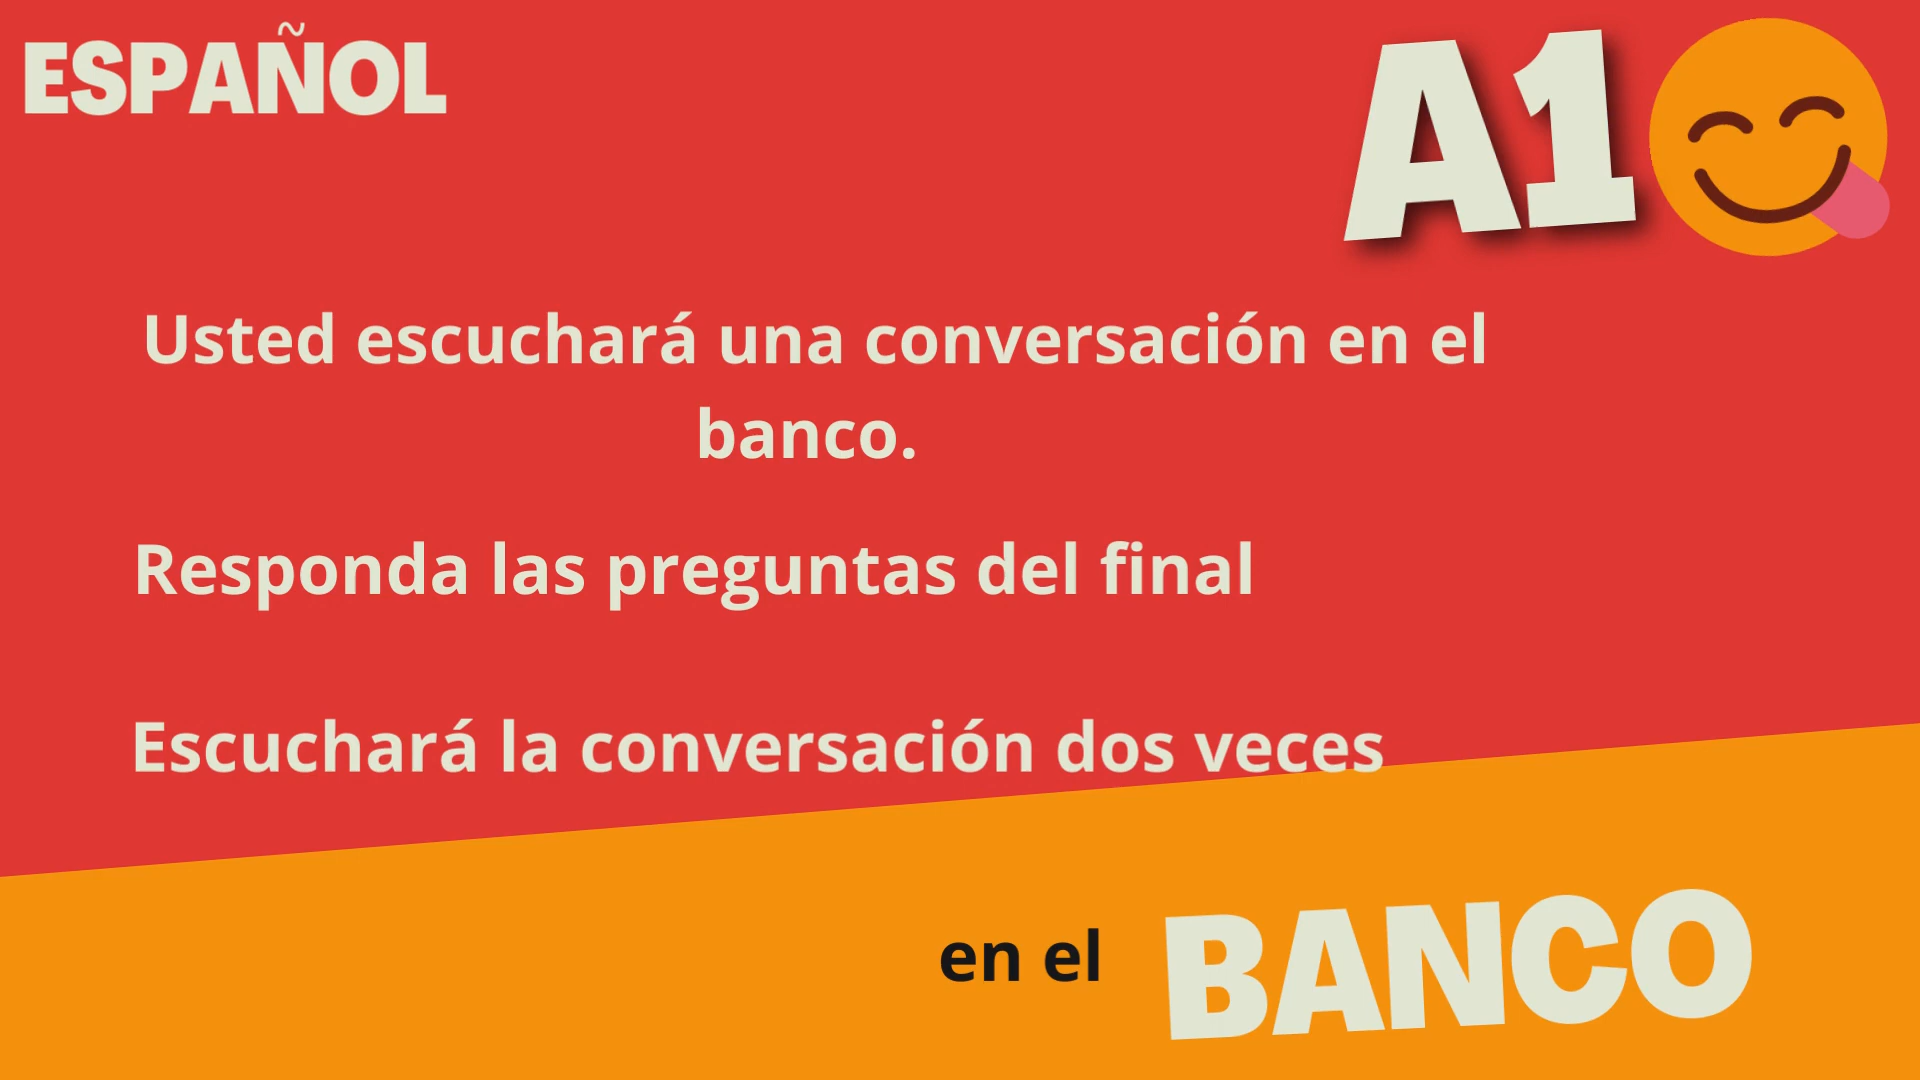 ESPAÑOL
A1
Usted escuchará una conversación en el
banco.
Responda las preguntas del final
Escuchará la conversación dos veces
en el BANCO